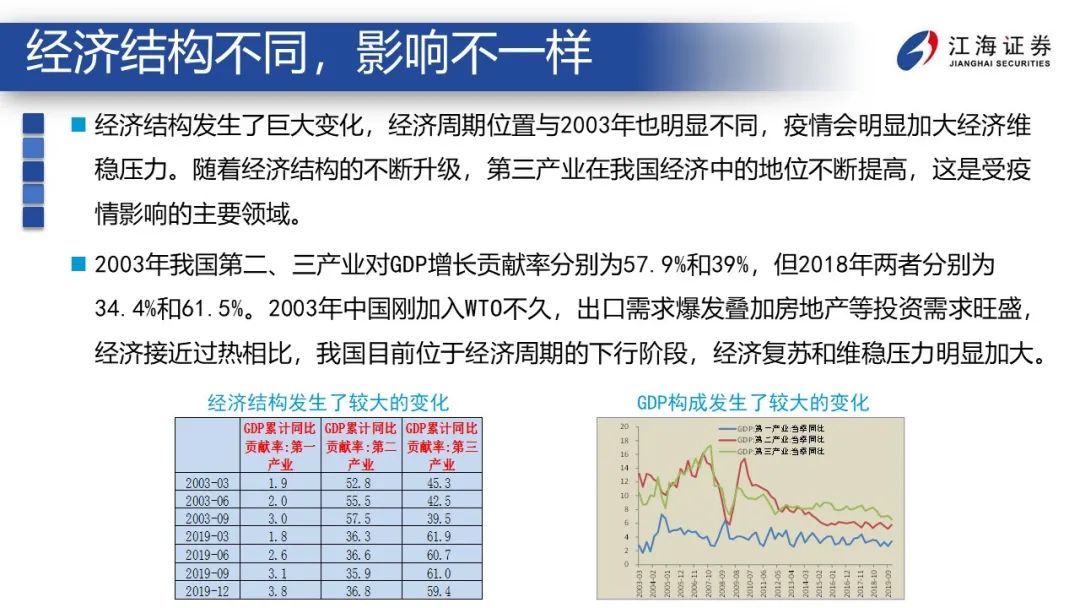 经济结构不同，影响不一样
江海证券
JIANGHAI SECURITIES
经济结构发生了巨大变化，经济周期位置与2003年也明显不同，疫情会明显加大经济维
稳压力。随着经济结构的不断升级，第三产业在我国经济中的地位不断提高，这是受疫
情影响的主要领域。
2003年我国第二、三产业对GDP增长贡献率分别为57.9%和39%，但2018年两者分别为
34.4%和61.5%。2003年中国刚加入WTO不久，出口需求爆发叠加房地产等投资需求旺盛，
经济接近过热相比，我国目前位于经济周期的下行阶段，经济复苏和维稳压力明显加大。
经济结构发生了较大的变化
GDP累计同比 GDP累计同比 GDP累计同比
贡献率:第一 贡献率:第二 贡献率:第三
产业 产业 产业
2003-03 1.9 52.8 45.3
2003-06 2.0 55.5 42.5
2003-09 3.0 57.5 39.5
2019-03 1.8 36.3 61.9
2019-06 2.6 36.6 60.7
2019-09 3.1 35.9 61.0
2019-12 3.8 36.8 59.4
GDP构成发生了较大的变化
GDP:第一产业:当季同比
GDP:第二产业:当季同比
GDP:第三产业:当季同比
20
18
16
14
12
10
8
6
4
2
0
2003-03 2004-02 2005-01 2005-12 2006-11 2007-10 2008-09 2009-08 2010-07 2011-06 2012-05 2013-04 2014-03 2015-02 2016-01 2016-12 2017-11 2018-10 2019-09